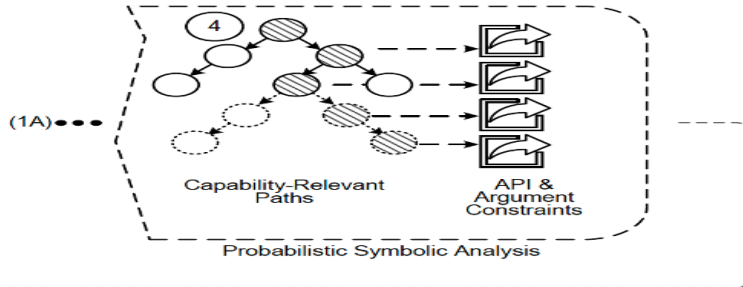 4
(1A)
Capability-Relevant
Paths
API &
Argument
Constraints
Probabilistic Symbolic Analysis